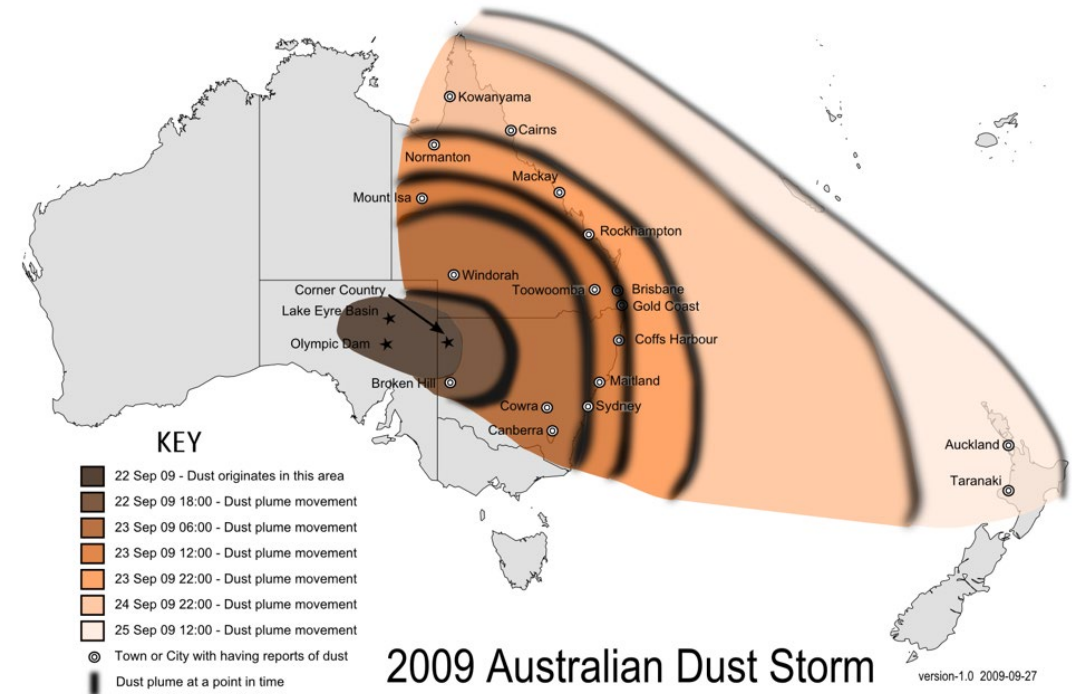 Kowanyama
Cairns
Normanton
Mackay
Mount Isa
Rockhampton
Windorah
Corner Country
Toowoomba
Brisbane
Lake Eyre Basin
Gold Coast
Olympic Dam
Coffs Harbour
Broken Hill
Maitland
Cowra
Sydney
Canberra
Auckland
Taranaki
KEY
22 Sep 09 - Dust originates in this area
22 Sep 09 18:00 - Dust plume movement
23 Sep 09 06:00 - Dust plume movement
23 Sep 09 12:00 - Dust plume movement
23 Sep 09 22:00 - Dust plume movement
24 Sep 09 22:00 - Dust plume movement
25 Sep 09 12:00 - Dust plume movement
Town or City with having reports of dust
Dust plume at a point in time
2009 Australian Dust Storm
version-1.0 2009-09-27